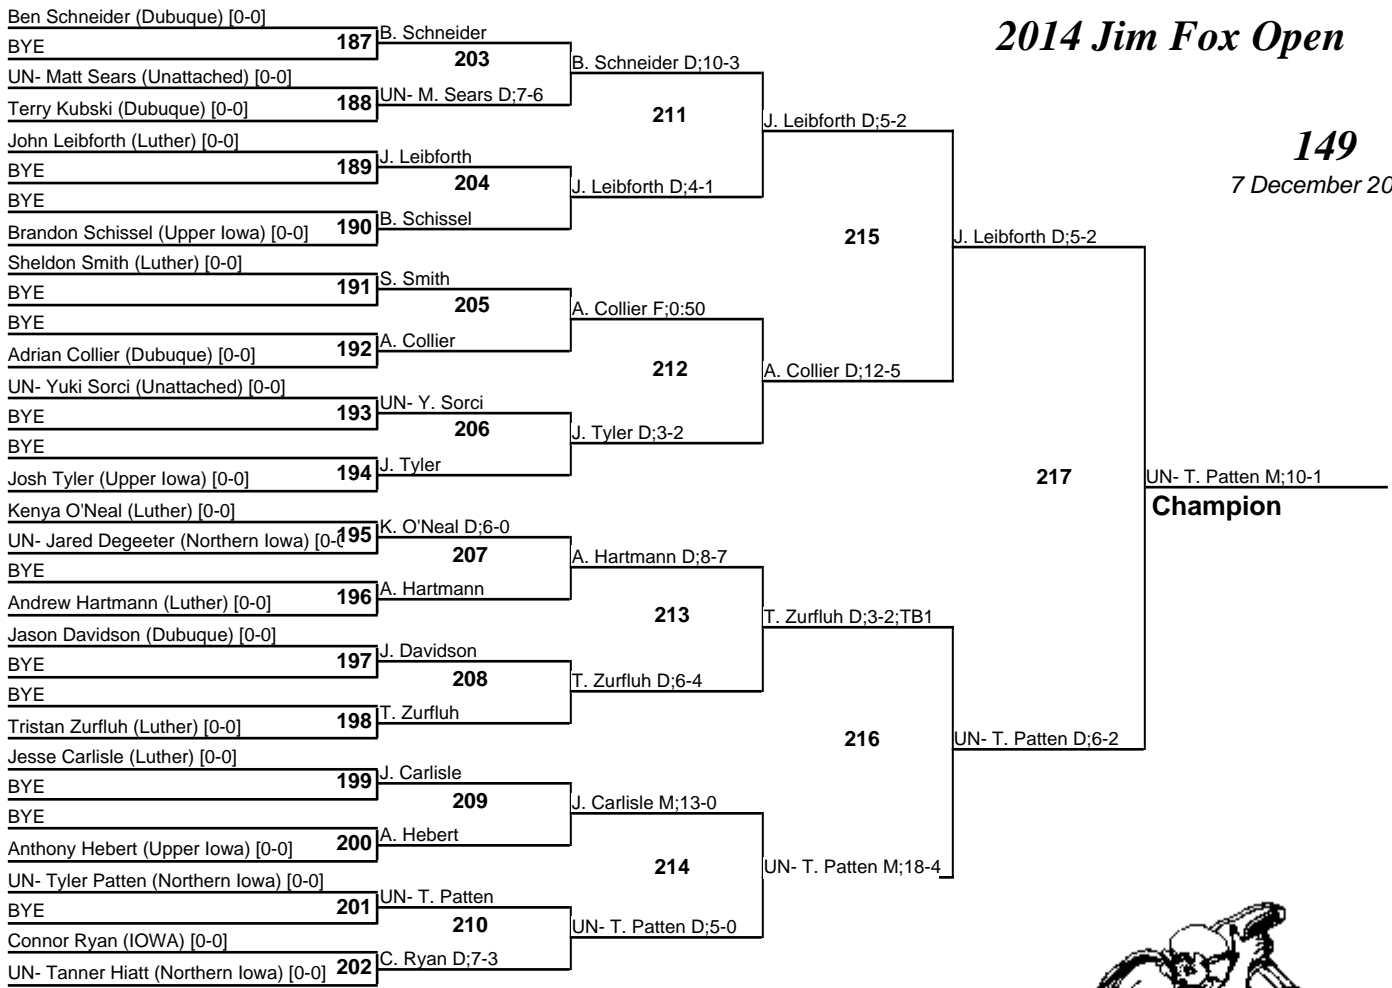 2014 Jim Fox Open
149
7 December 20
Ben Schneider (Dubuque) [0-0]
BYE
187
UN- Matt Sears (Unattached) [0-0]
Terry Kubski (Dubuque) [0-0]
188
John Leibforth (Luther) [0-0]
BYE
189
BYE
Brandon Schissel (Upper Iowa) [0-0]
190
Sheldon Smith (Luther) [0-0]
BYE
191
BYE
Adrian Collier (Dubuque) [0-0]
192
UN- Yuki Sorci (Unattached) [0-0]
BYE
193
BYE
Josh Tyler (Upper Iowa) [0-0]
194
Kenya O'Neal (Luther) [0-0]
UN- Jared Degeeter (Northern Iowa) [0-0
195
BYE
Andrew Hartmann (Luther) [0-0]
196
Jason Davidson (Dubuque) [0-0]
BYE
197
BYE
Tristan Zurfluh (Luther) [0-0]
198
Jesse Carlisle (Luther) [0-0]
BYE
199
BYE
Anthony Hebert (Upper Iowa) [0-0]
200
UN- Tyler Patten (Northern Iowa) [0-0]
BYE
201
Connor Ryan (IOWA) [0-0]
UN- Tanner Hiatt (Northern Iowa) [0-0]
202
B. Schneider
203
UN- M. Sears D;7-6
J. Leibforth
204
B. Schissel
S. Smith
205
A. Collier
UN- Y. Sorci
206
J. Tyler
K. O'Neal D;6-0
207
A. Hartmann
J. Davidson
208
T. Zurfluh
J. Carlisle
209
A. Hebert
UN- T. Patten
210
C. Ryan D;7-3
B. Schneider D;10-3
211
J. Leibforth D;4-1
A. Collier F;0:50
212
J. Tyler D;3-2
A. Hartmann D;8-7
213
T. Zurfluh D;6-4
J. Carlisle M;13-0
214
UN- T. Patten D;5-0
J. Leibforth D;5-2
215
A. Collier D;12-5
T. Zurfluh D;3-2;TB1
216
UN- T. Patten M;18-4
J. Leibforth D;5-2
217
UN- T. Patten D;6-2
UN- T. Patten M;10-1
Champion